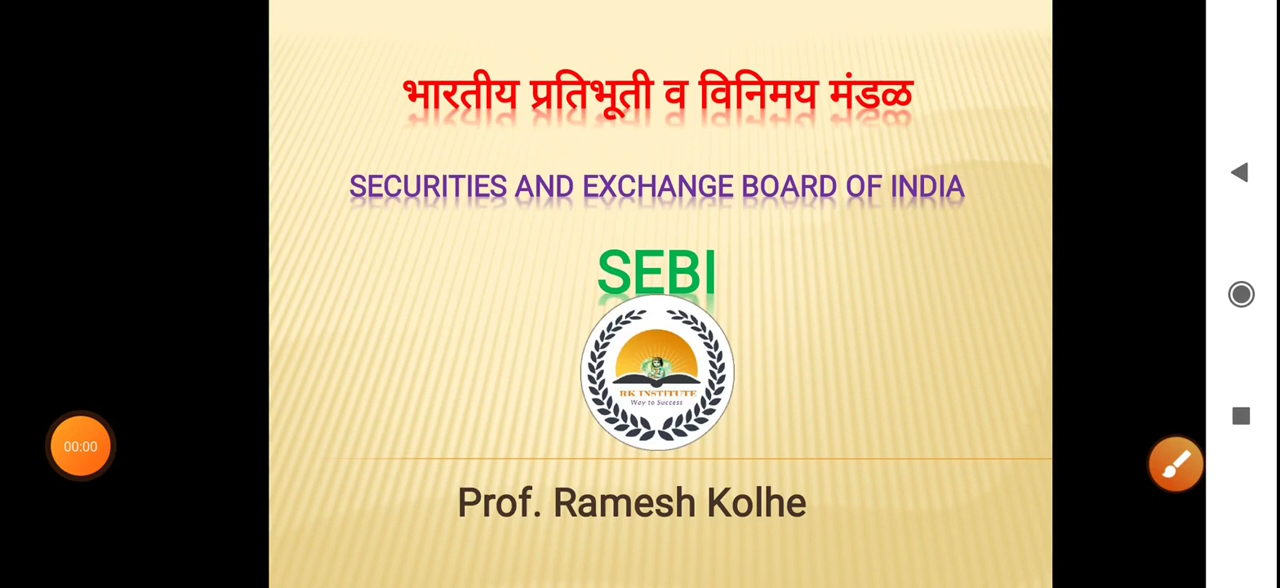 भारतीय प्रतिभूती व विनिमय मंडळ
SECURITIES AND EXCHANGE BOARD OF INDIA
SEBI
RK INSTITUTE
Way to Success
00:00
Prof. Ramesh Kolhe